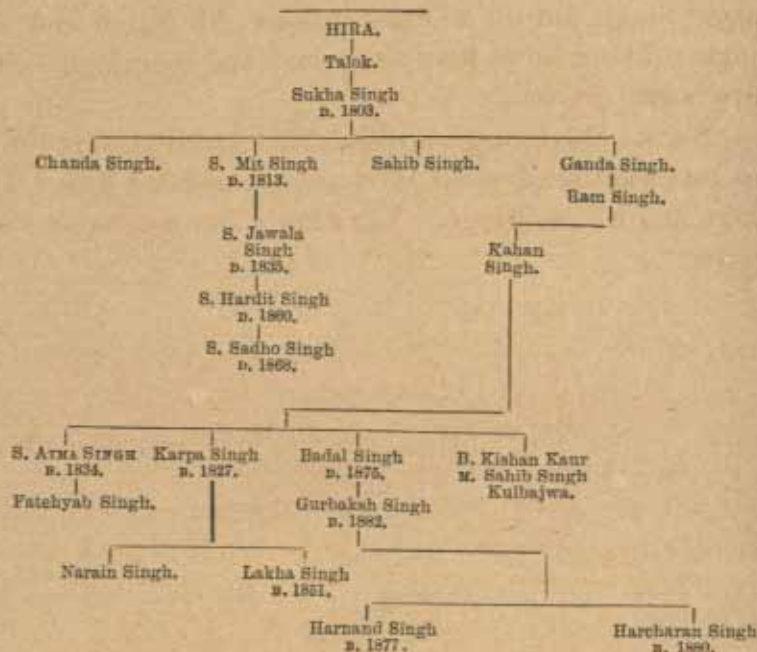 HIRA.
Talok.
Sukha Singh
D. 1803.
Chanda Singh. S. Mit Singh Sahib Singh. Ganda Singh.
D. 1813. Ram Singh.
S. Jawala
Singh
D. 1835.
Kahan
Singh.
S. Hardit Singh
D. 1860.
S. Sadho Singh
D. 1868.
S. ATMA SINGH Karpa Singh Badal Singh B. Kishan Kaur
B. 1834. B. 1827. D. 1875. M. Sahib Singh
Kulbajwa.
Fatehyab Singh. Gurbaksh Singh
D. 1882.
Narain Singh. Lakha Singh
B. 1851.
Harnand Singh Harcharan Singh
B. 1877. B. 1880.